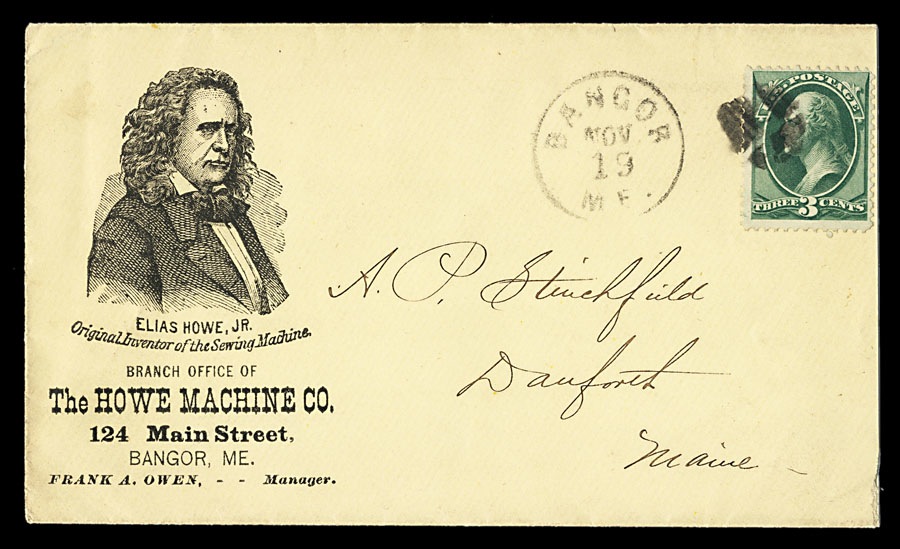 ELIAS HOWE, JR.
Original Inventor of the Sewing Machine.
BRANCH OFFICE OF
The HOWE MACHINE CO.
124 Main Street,
BANGOR, ME.
FRANK A. OWEN, - - Manager.
BANGOR
NOV
19
ME.
U.S. POSTAGE
THREE 3 CENTS
A. P. Stinchfield
Danforth
Maine